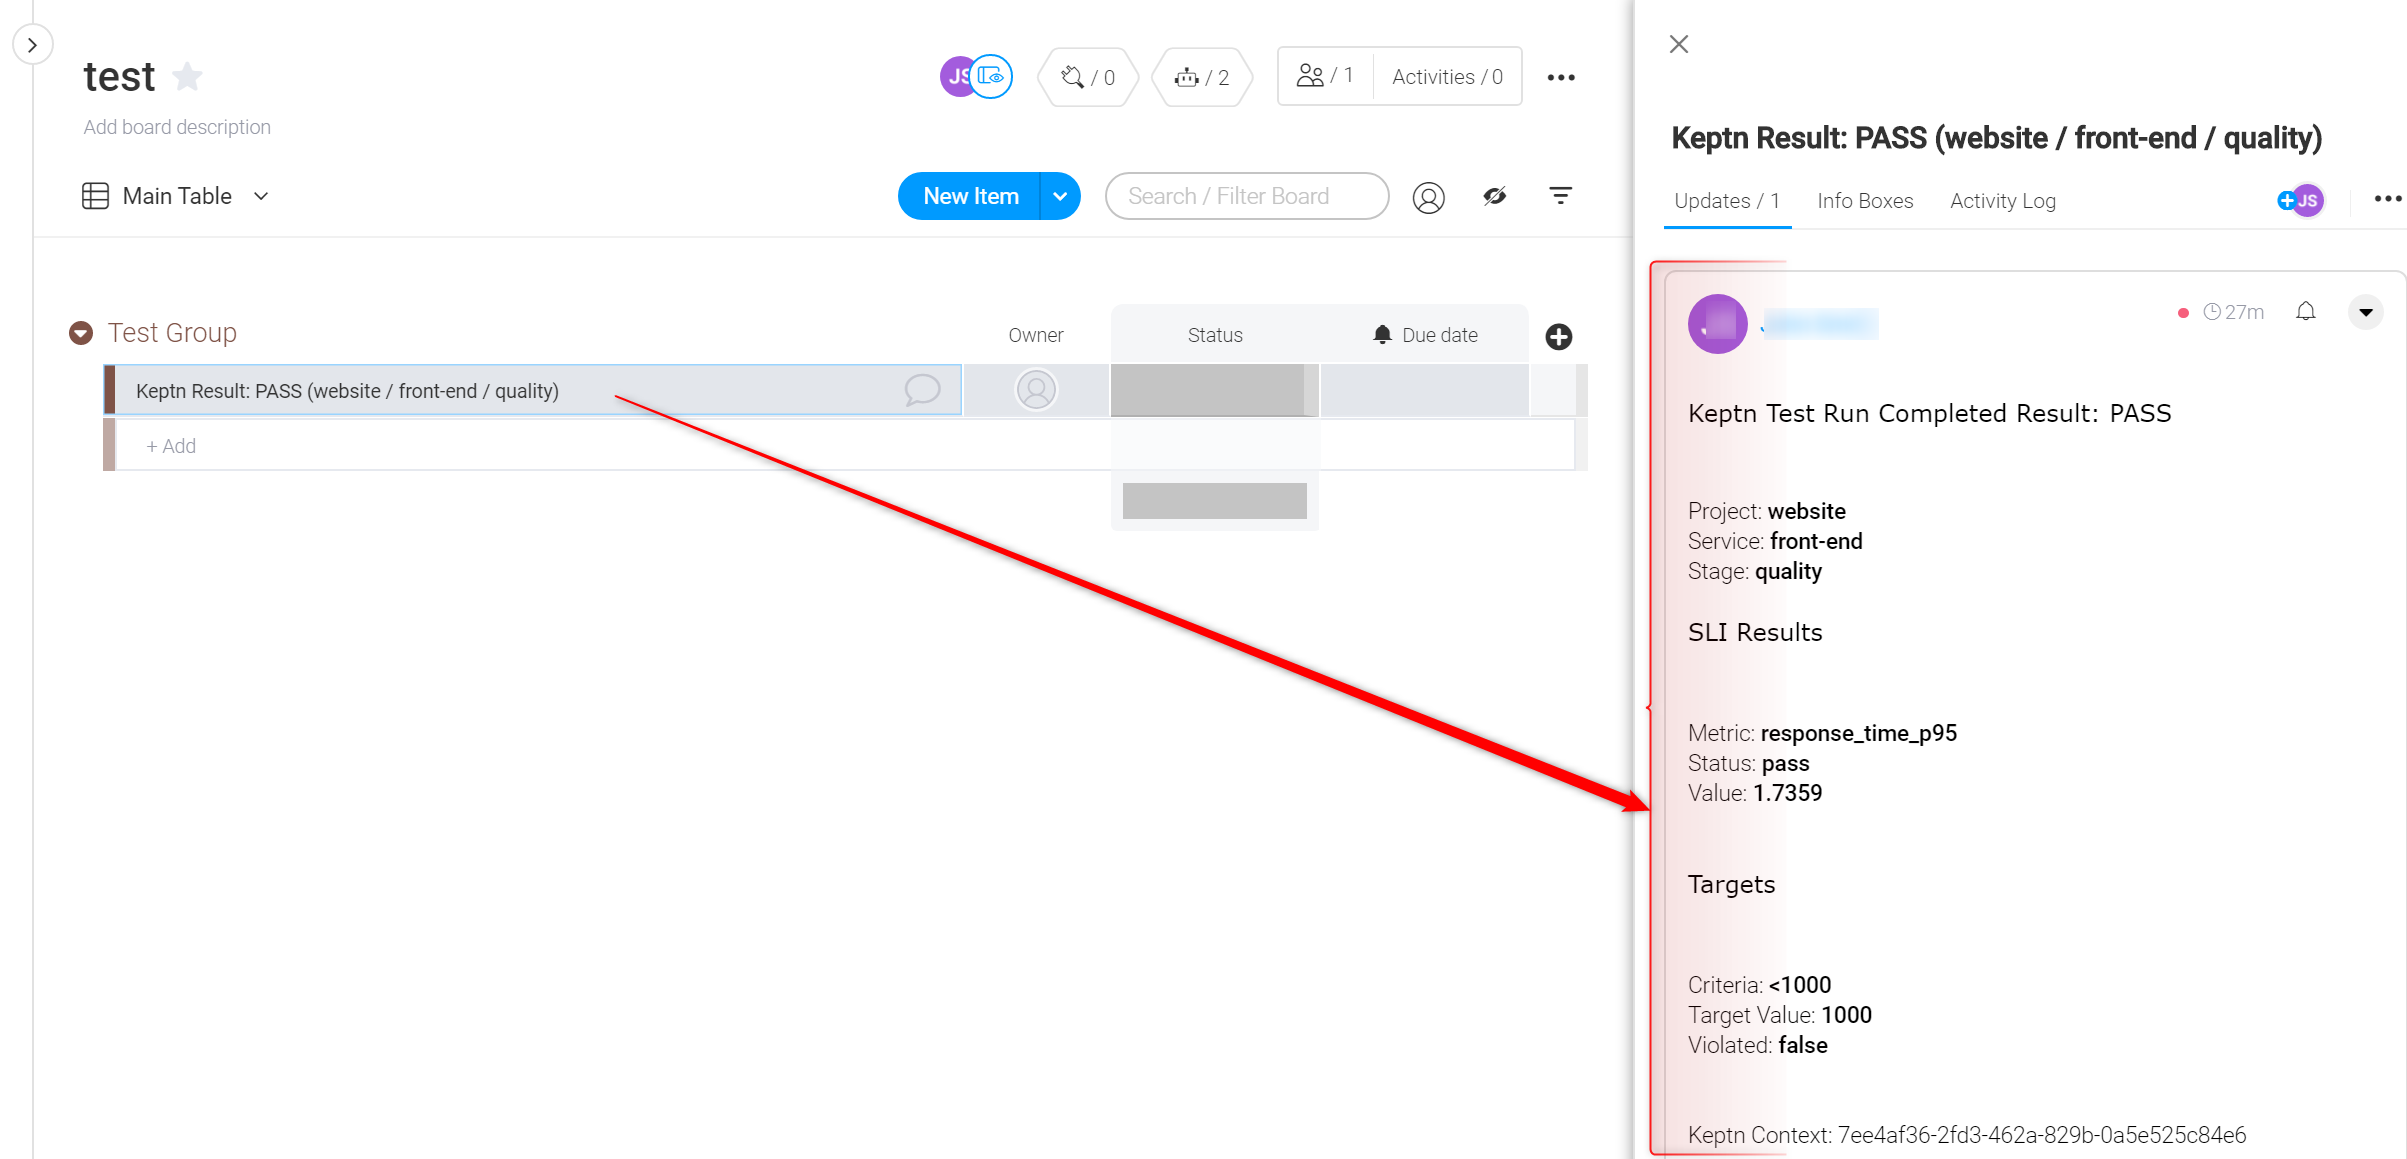 test
Add board description
JS
/ 0
/ 2
/ 1
Activities / 0
Main Table
New Item
Search / Filter Board
Test Group
Owner
Status
Due date
Keptn Result: PASS (website / front-end / quality)
+ Add
Keptn Result: PASS (website / front-end / quality)
Updates / 1
Info Boxes
Activity Log
JS
27m
Keptn Test Run Completed Result: PASS
Project: website
Service: front-end
Stage: quality
SLI Results
Metric: response_time_p95
Status: pass
Value: 1.7359
Targets
Criteria: <1000
Target Value: 1000
Violated: false
Keptn Context: 7ee4af36-2fd3-462a-829b-0a5e525c84e6